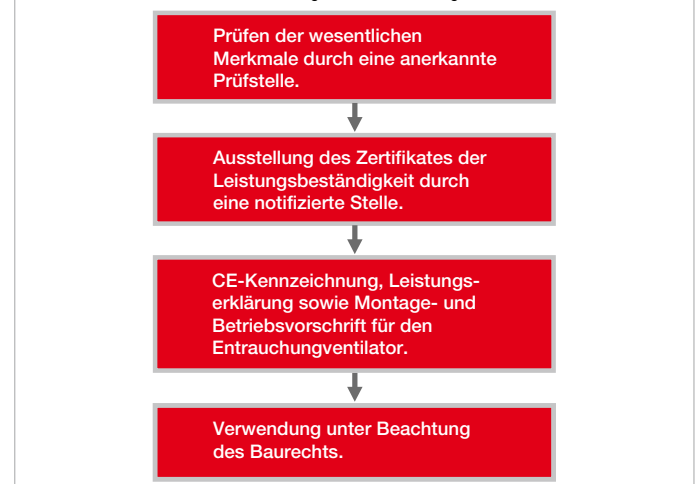 Prüfen der wesentlichen
Merkmale durch eine anerkannte
Prüfstelle.
Ausstellung des Zertifikates der
Leistungsbeständigkeit durch
eine notifizierte Stelle.
CE-Kennzeichnung, Leistungs-
erklärung sowie Montage- und
Betriebsvorschrift für den
Entrauchungventilator.
Verwendung unter Beachtung
des Baurechts.